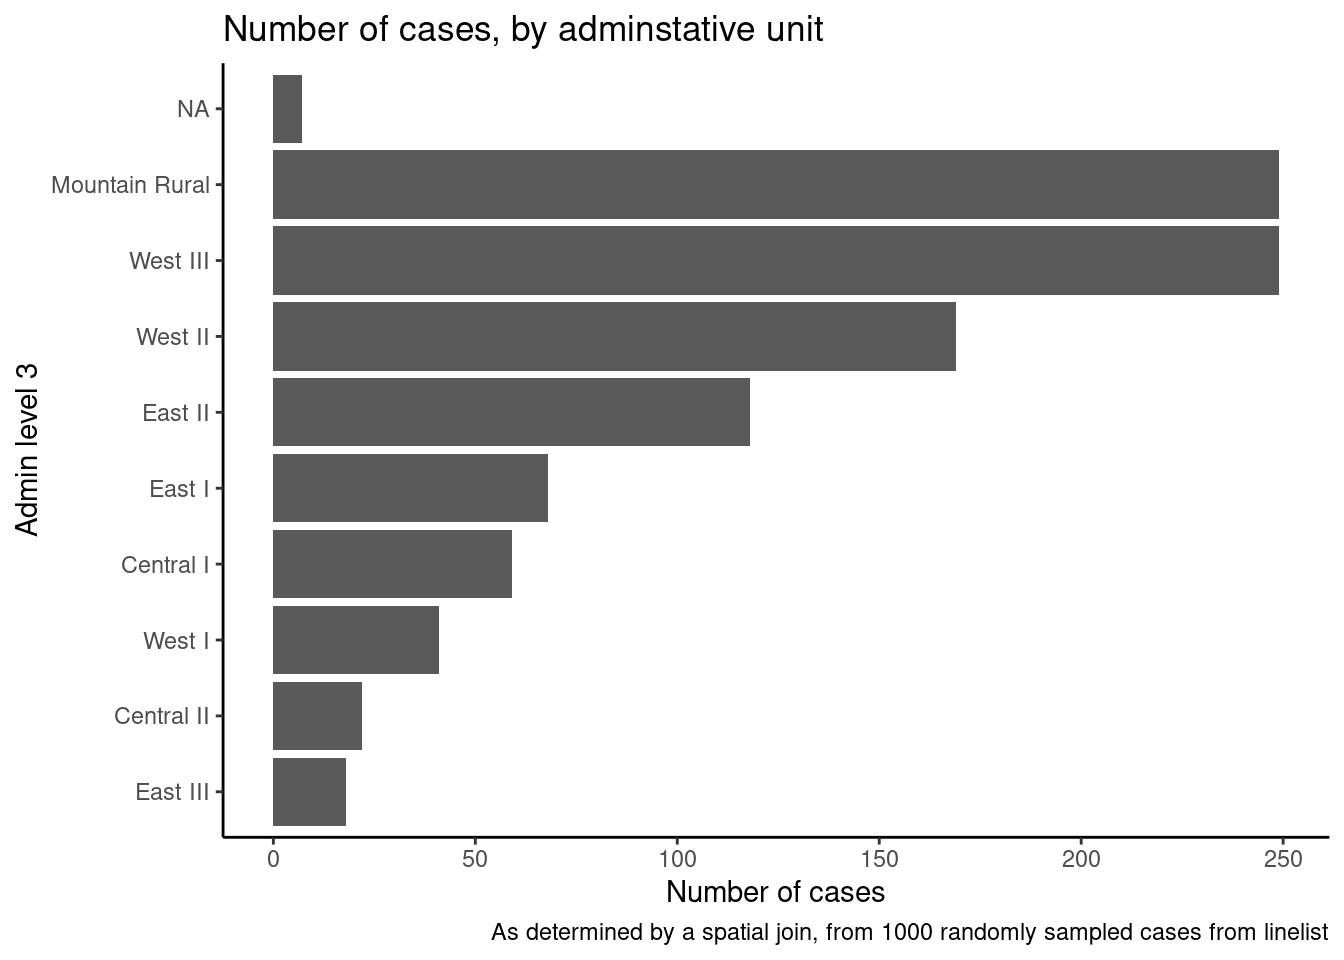 Number of cases, by adminstative unit
NA
Mountain Rural
West III
West II
East II
East I
Central I
West I
Central II
East III
Admin level 3
0 50 100 150 200 250
Number of cases
As determined by a spatial join, from 1000 randomly sampled cases from linelist